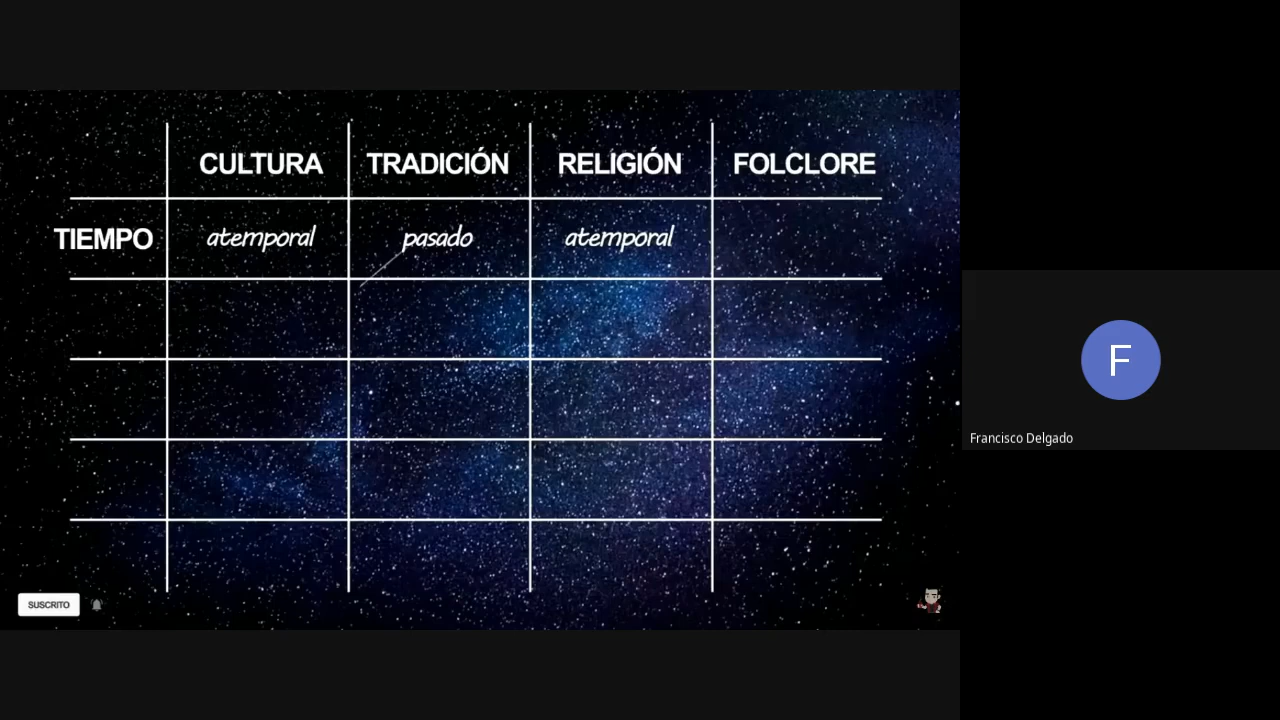 CULTURA TRADICIÓN RELIGIÓN FOLCLORE
TIEMPO atemporal pasado atemporal
SUSCRITO
F
Francisco Delgado